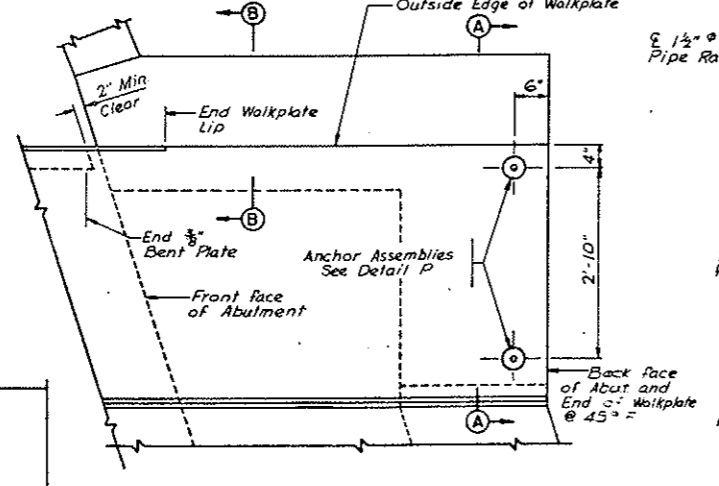 Outside Edge of Walkplate
B
A
℄ 1½" φ
Pipe Ra
2" Min.
Clear
6"
End Walkplate
Lip
4"
B
End ⅜"
Bent Plate
Anchor Assemblies
See Detail P
2'-10"
Front face
of Abutment
Back face
of Abut. and
End of Walkplate
@ 45°
A